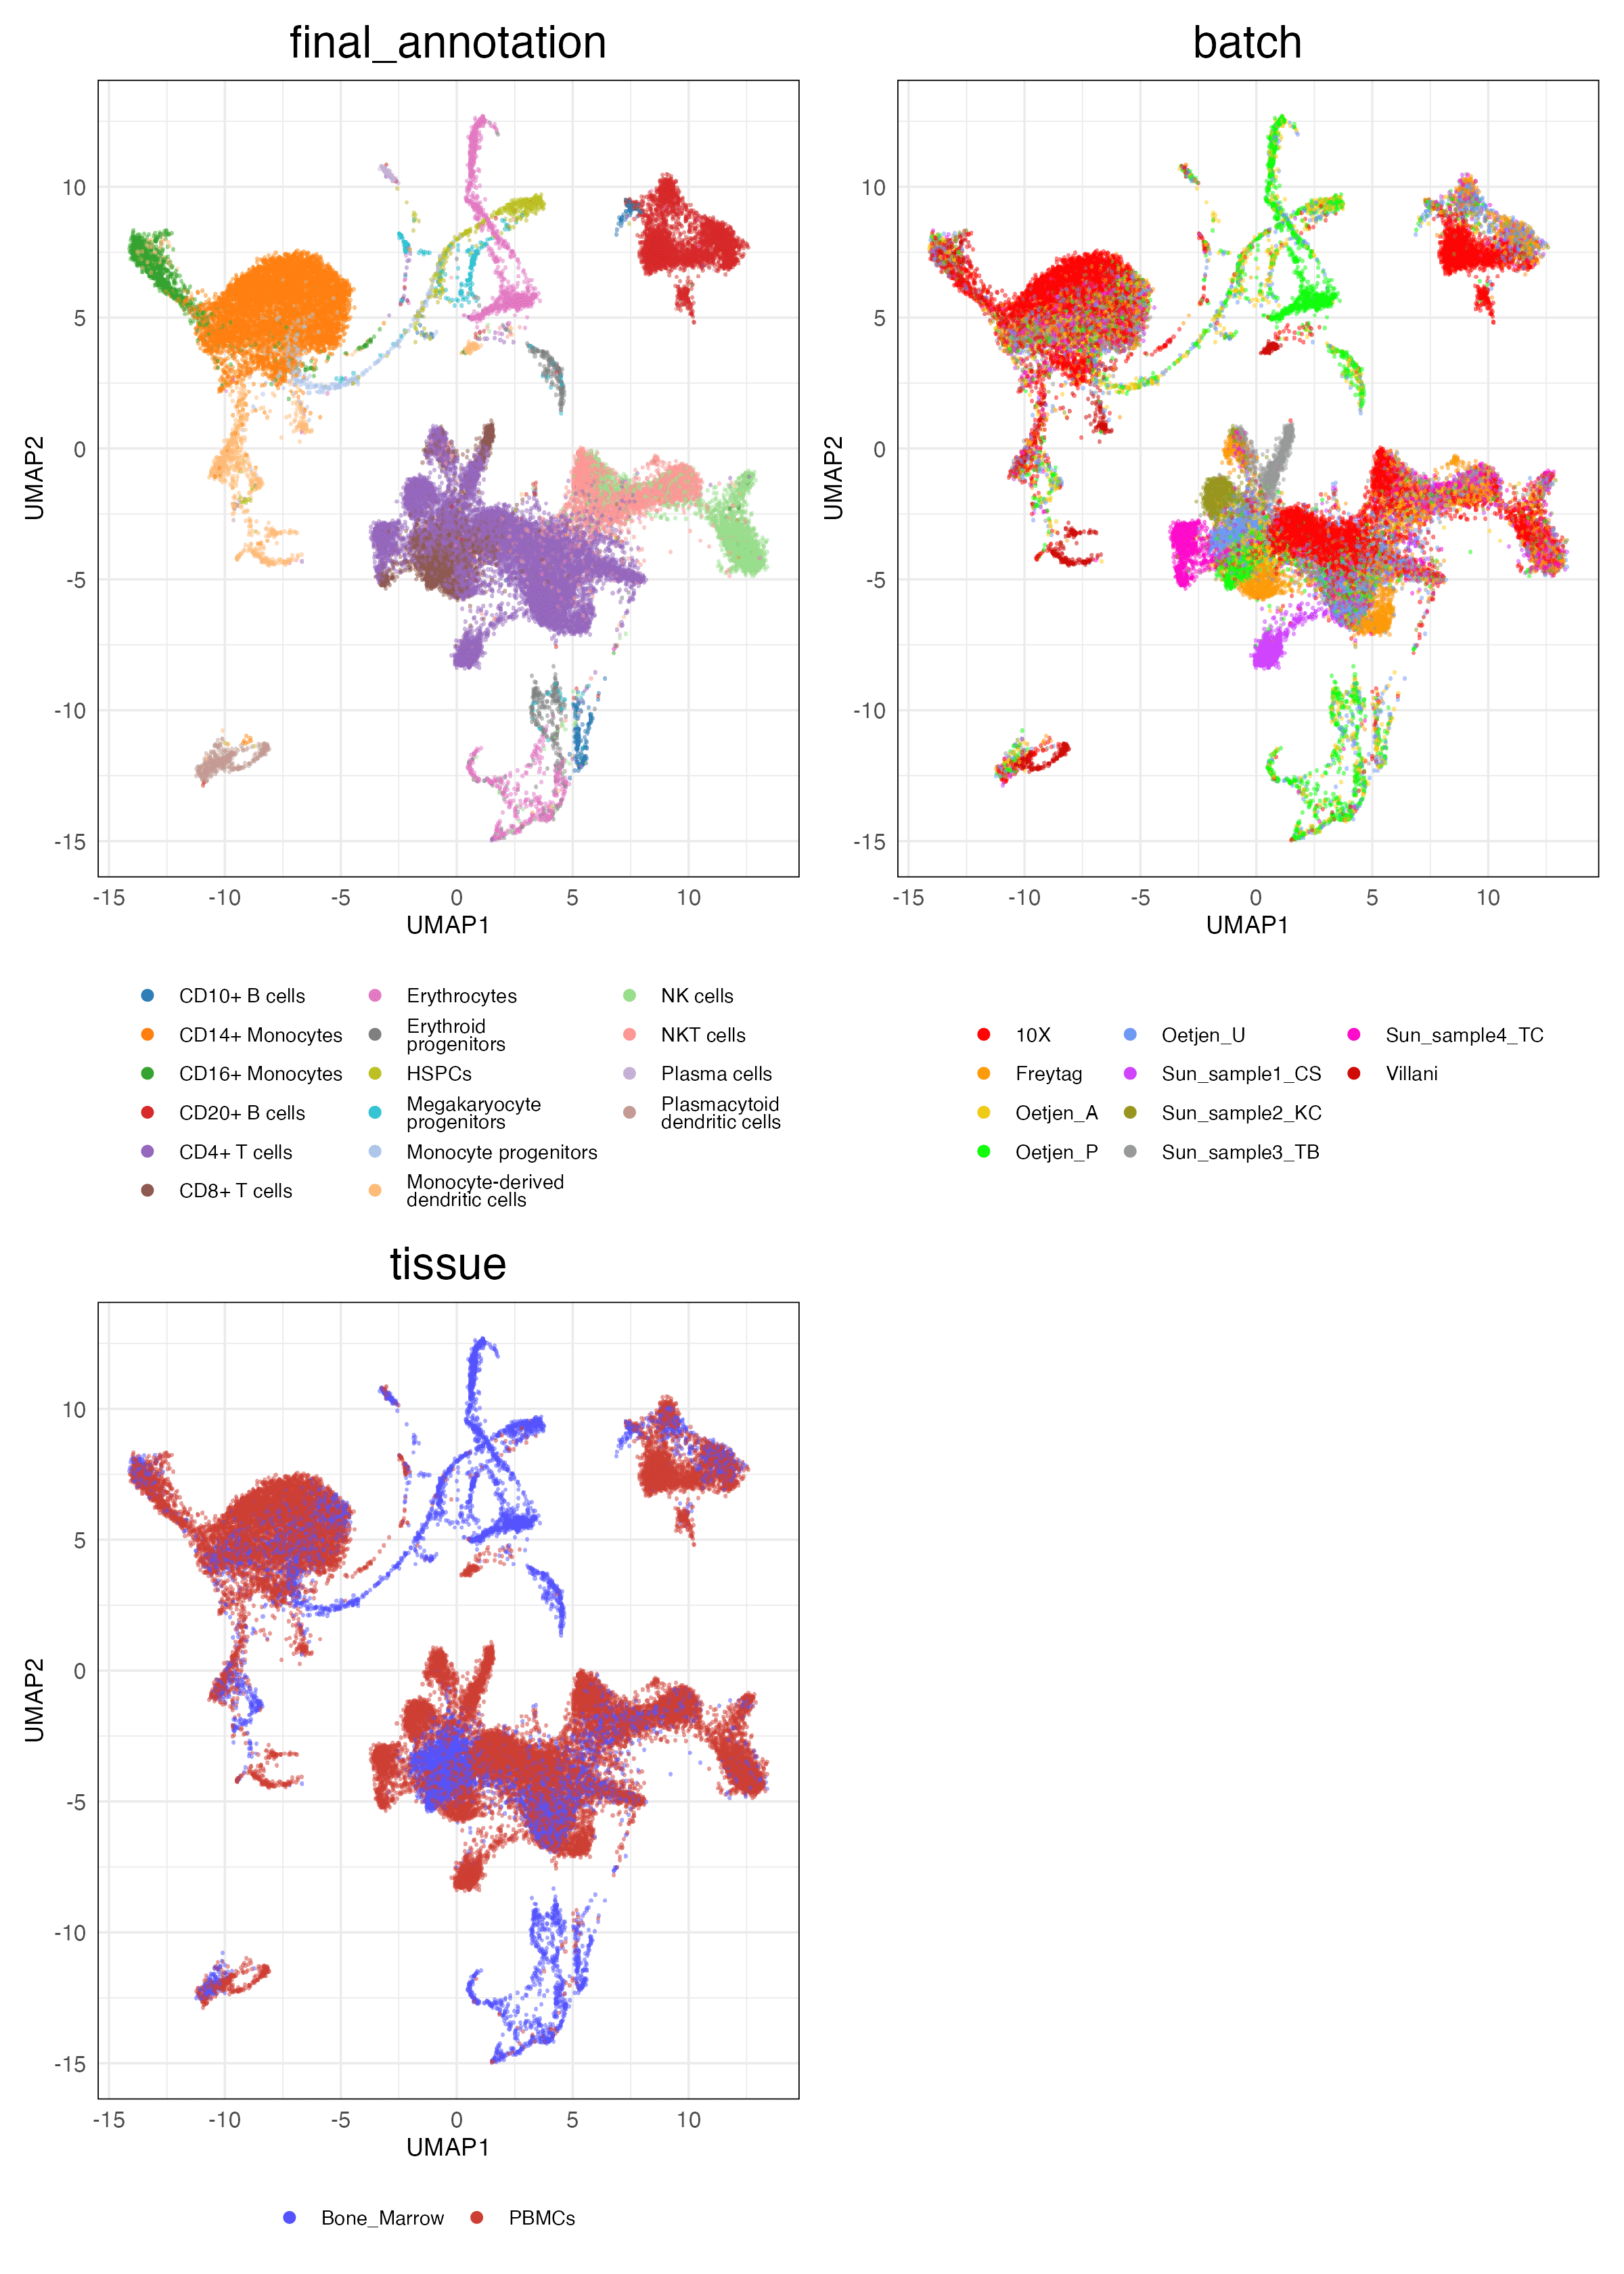 final_annotation
batch
10
5
0
-5
-10
-15
UMAP2
-15 -10 -5 0 5 10
UMAP1
10
5
0
-5
-10
-15
UMAP2
-15 -10 -5 0 5 10
UMAP1
CD10+ B cells
CD14+ Monocytes
CD16+ Monocytes
CD20+ B cells
CD4+ T cells
CD8+ T cells
Erythrocytes
Erythroid
progenitors
HSPCs
Megakaryocyte
progenitors
Monocyte progenitors
Monocyte-derived
dendritic cells
NK cells
NKT cells
Plasma cells
Plasmacytoid
dendritic cells
10X
Freytag
Oetjen_A
Oetjen_P
Oetjen_U
Sun_sample1_CS
Sun_sample2_KC
Sun_sample3_TB
Sun_sample4_TC
Villani
tissue
10
5
0
-5
-10
-15
UMAP2
-15 -10 -5 0 5 10
UMAP1
Bone_Marrow
PBMCs